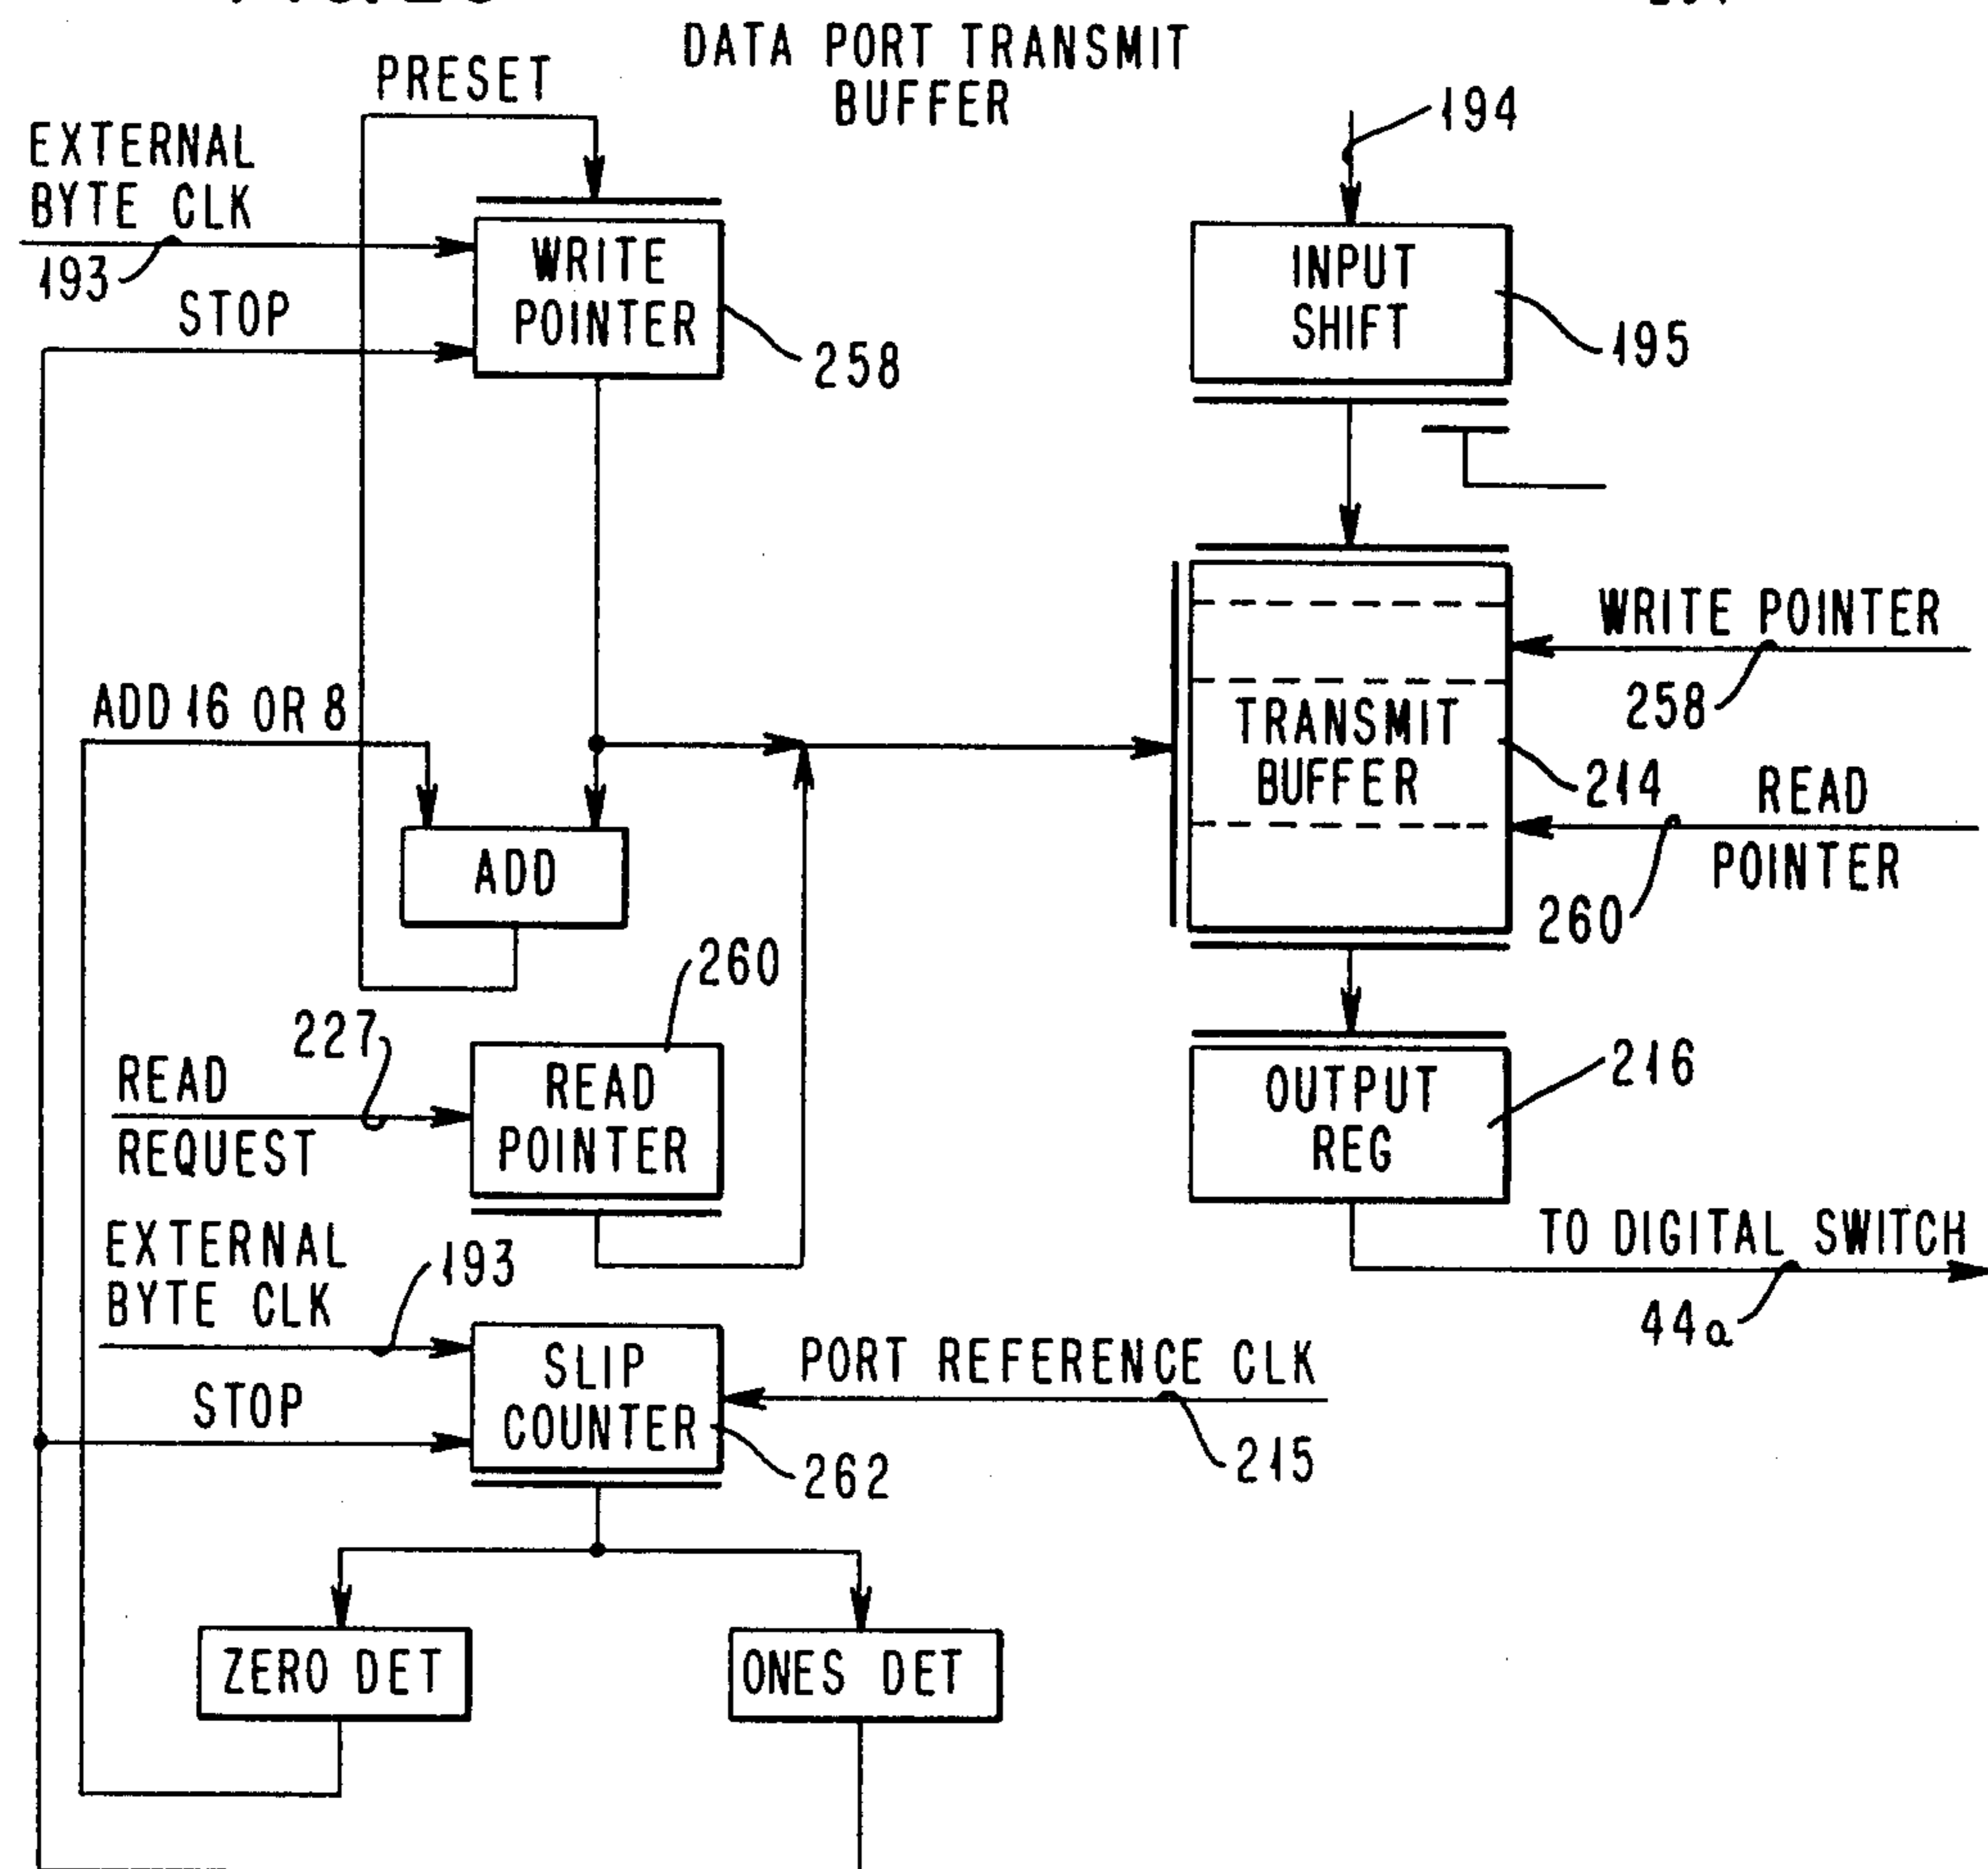 DATA PORT TRANSMIT
BUFFER
PRESET
EXTERNAL
BYTE CLK
193
STOP
WRITE
POINTER
258
194
INPUT
SHIFT
195
ADD 16 OR 8
ADD
TRANSMIT
BUFFER
WRITE POINTER
258
214
READ
POINTER
260
260
227
READ
REQUEST
READ
POINTER
OUTPUT
REG
216
TO DIGITAL SWITCH
44a
EXTERNAL
BYTE CLK
193
STOP
SLIP
COUNTER
262
PORT REFERENCE CLK
215
ZERO DET
ONES DET